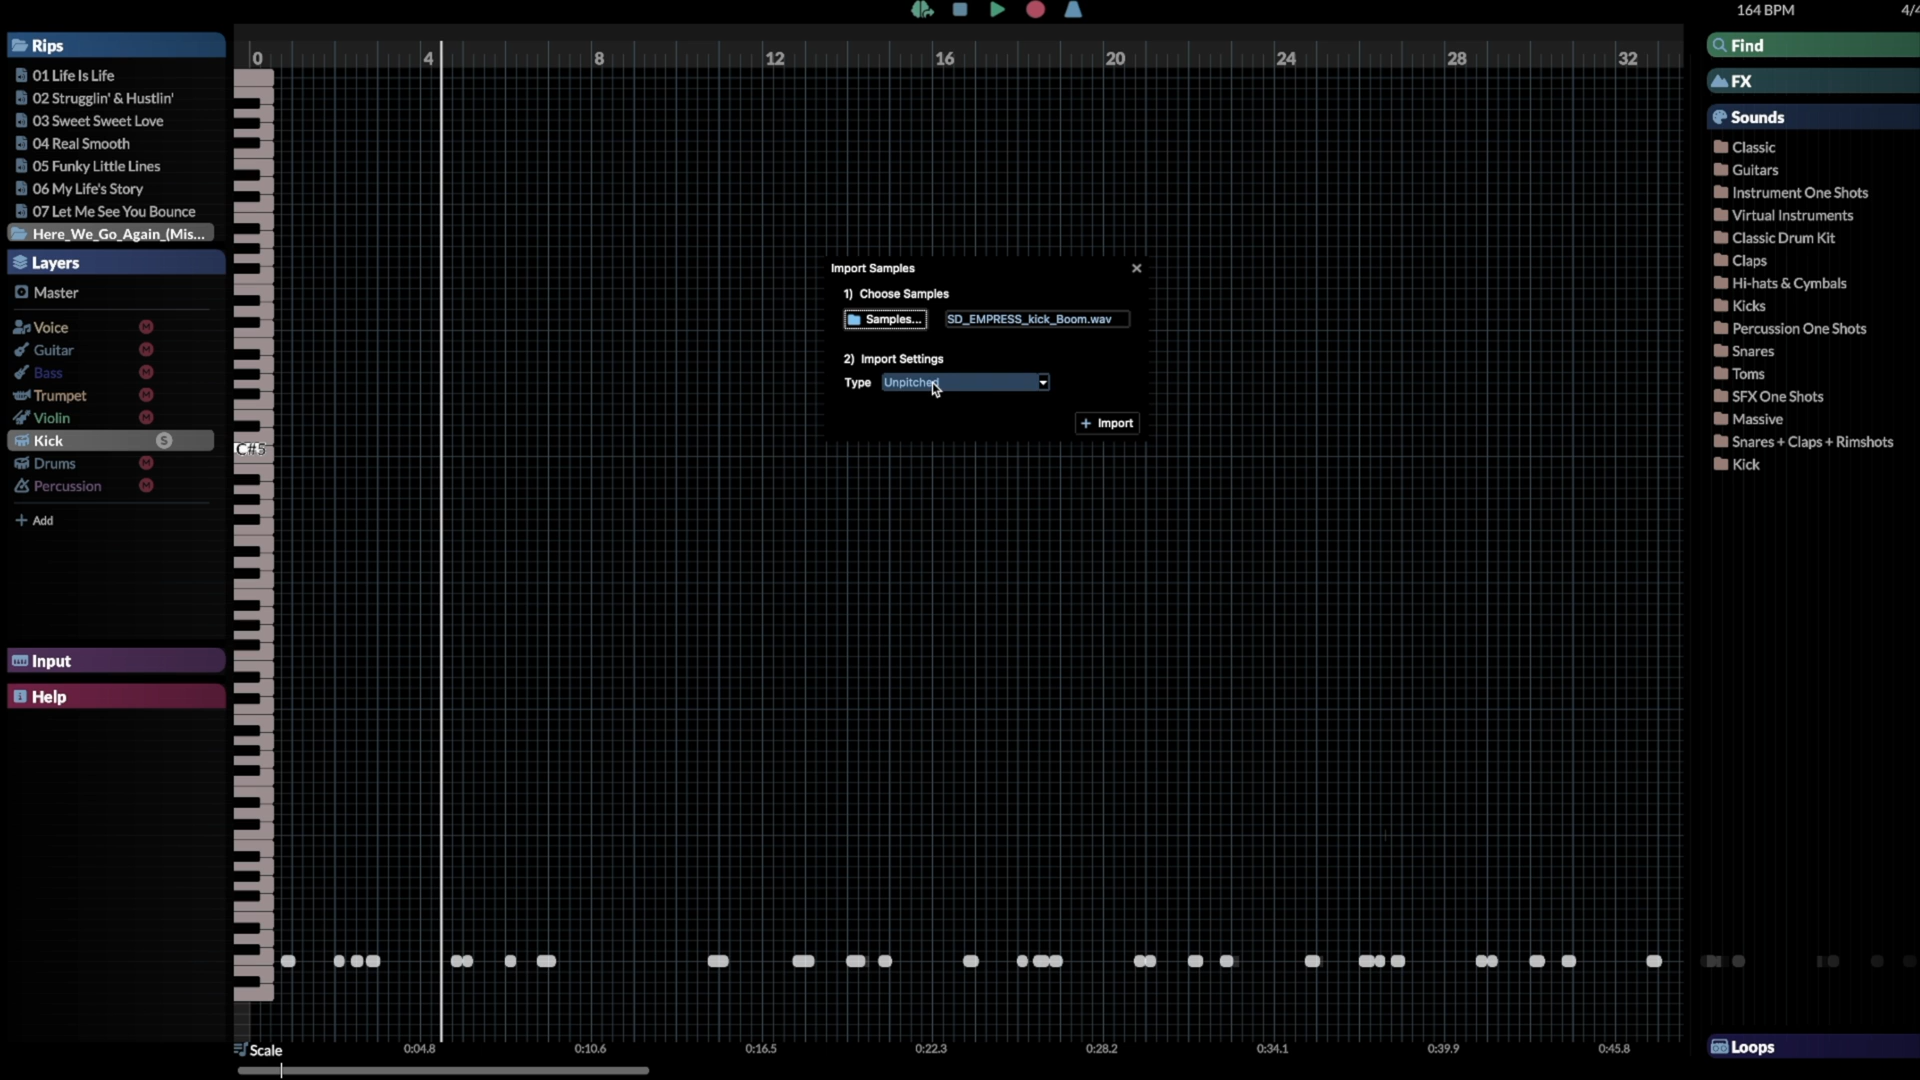 164 BPM
4/4
Rips
01 Life Is Life
02 Strugglin' & Hustlin'
03 Sweet Sweet Love
04 Real Smooth
05 Funky Little Lines
06 My Life's Story
07 Let Me See You Bounce
Here_We_Go_Again_(Mis...
Layers
Master
Voice M
Guitar M
Bass M
Trumpet M
Violin M
Kick S
Drums M
Percussion M
+ Add
Input
Help
0 4 8 12 16 20 24 28 32
C#5
Import Samples
1) Choose Samples
Samples... SD_EMPRESS_kick_Boom.wav
2) Import Settings
Type Unpitched
+ Import
Scale 0:04.8 0:10.6 0:16.5 0:22.3 0:28.2 0:34.1 0:39.9 0:45.8
Find
FX
Sounds
Classic
Guitars
Instrument One Shots
Virtual Instruments
Classic Drum Kit
Claps
Hi-hats & Cymbals
Kicks
Percussion One Shots
Snares
Toms
SFX One Shots
Massive
Snares + Claps + Rimshots
Kick
Loops